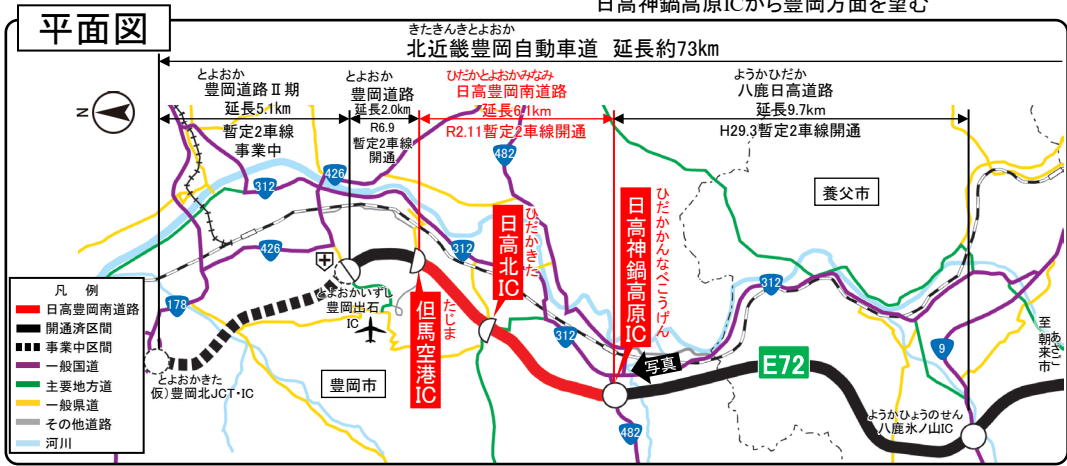 日高神鍋高原ICから豊岡方面を望む
平面図
きたきんきとよおか
北近畿豊岡自動車道 延長約73km
とよおか
豊岡道路Ⅱ期
延長5.1km
暫定2車線
事業中
とよおか
豊岡道路
延長2.0km
R6.9
暫定2車線
開通
ひだかとよおかみなみ
日高豊岡南道路
延長6.1km
R2.11暫定2車線開通
ようかひだか
八鹿日高道路
延長9.7km
H29.3暫定2車線開通
N
482
426
312
426
312
178
312
312
482
9
養父市
豊岡市
ひだかきた
日高北IC
ひだかかんなべこうげん
日高神鍋高原IC
たじま
但馬空港IC
とよおかいずし
豊岡出石
IC
とよおかきた
仮)豊岡北JCT・IC
写真
E72
ようかひょうのせん
八鹿氷ノ山IC
あさご
至 朝来市
凡 例
日高豊岡南道路
開通済区間
事業中区間
一般国道
主要地方道
一般県道
その他道路
河川